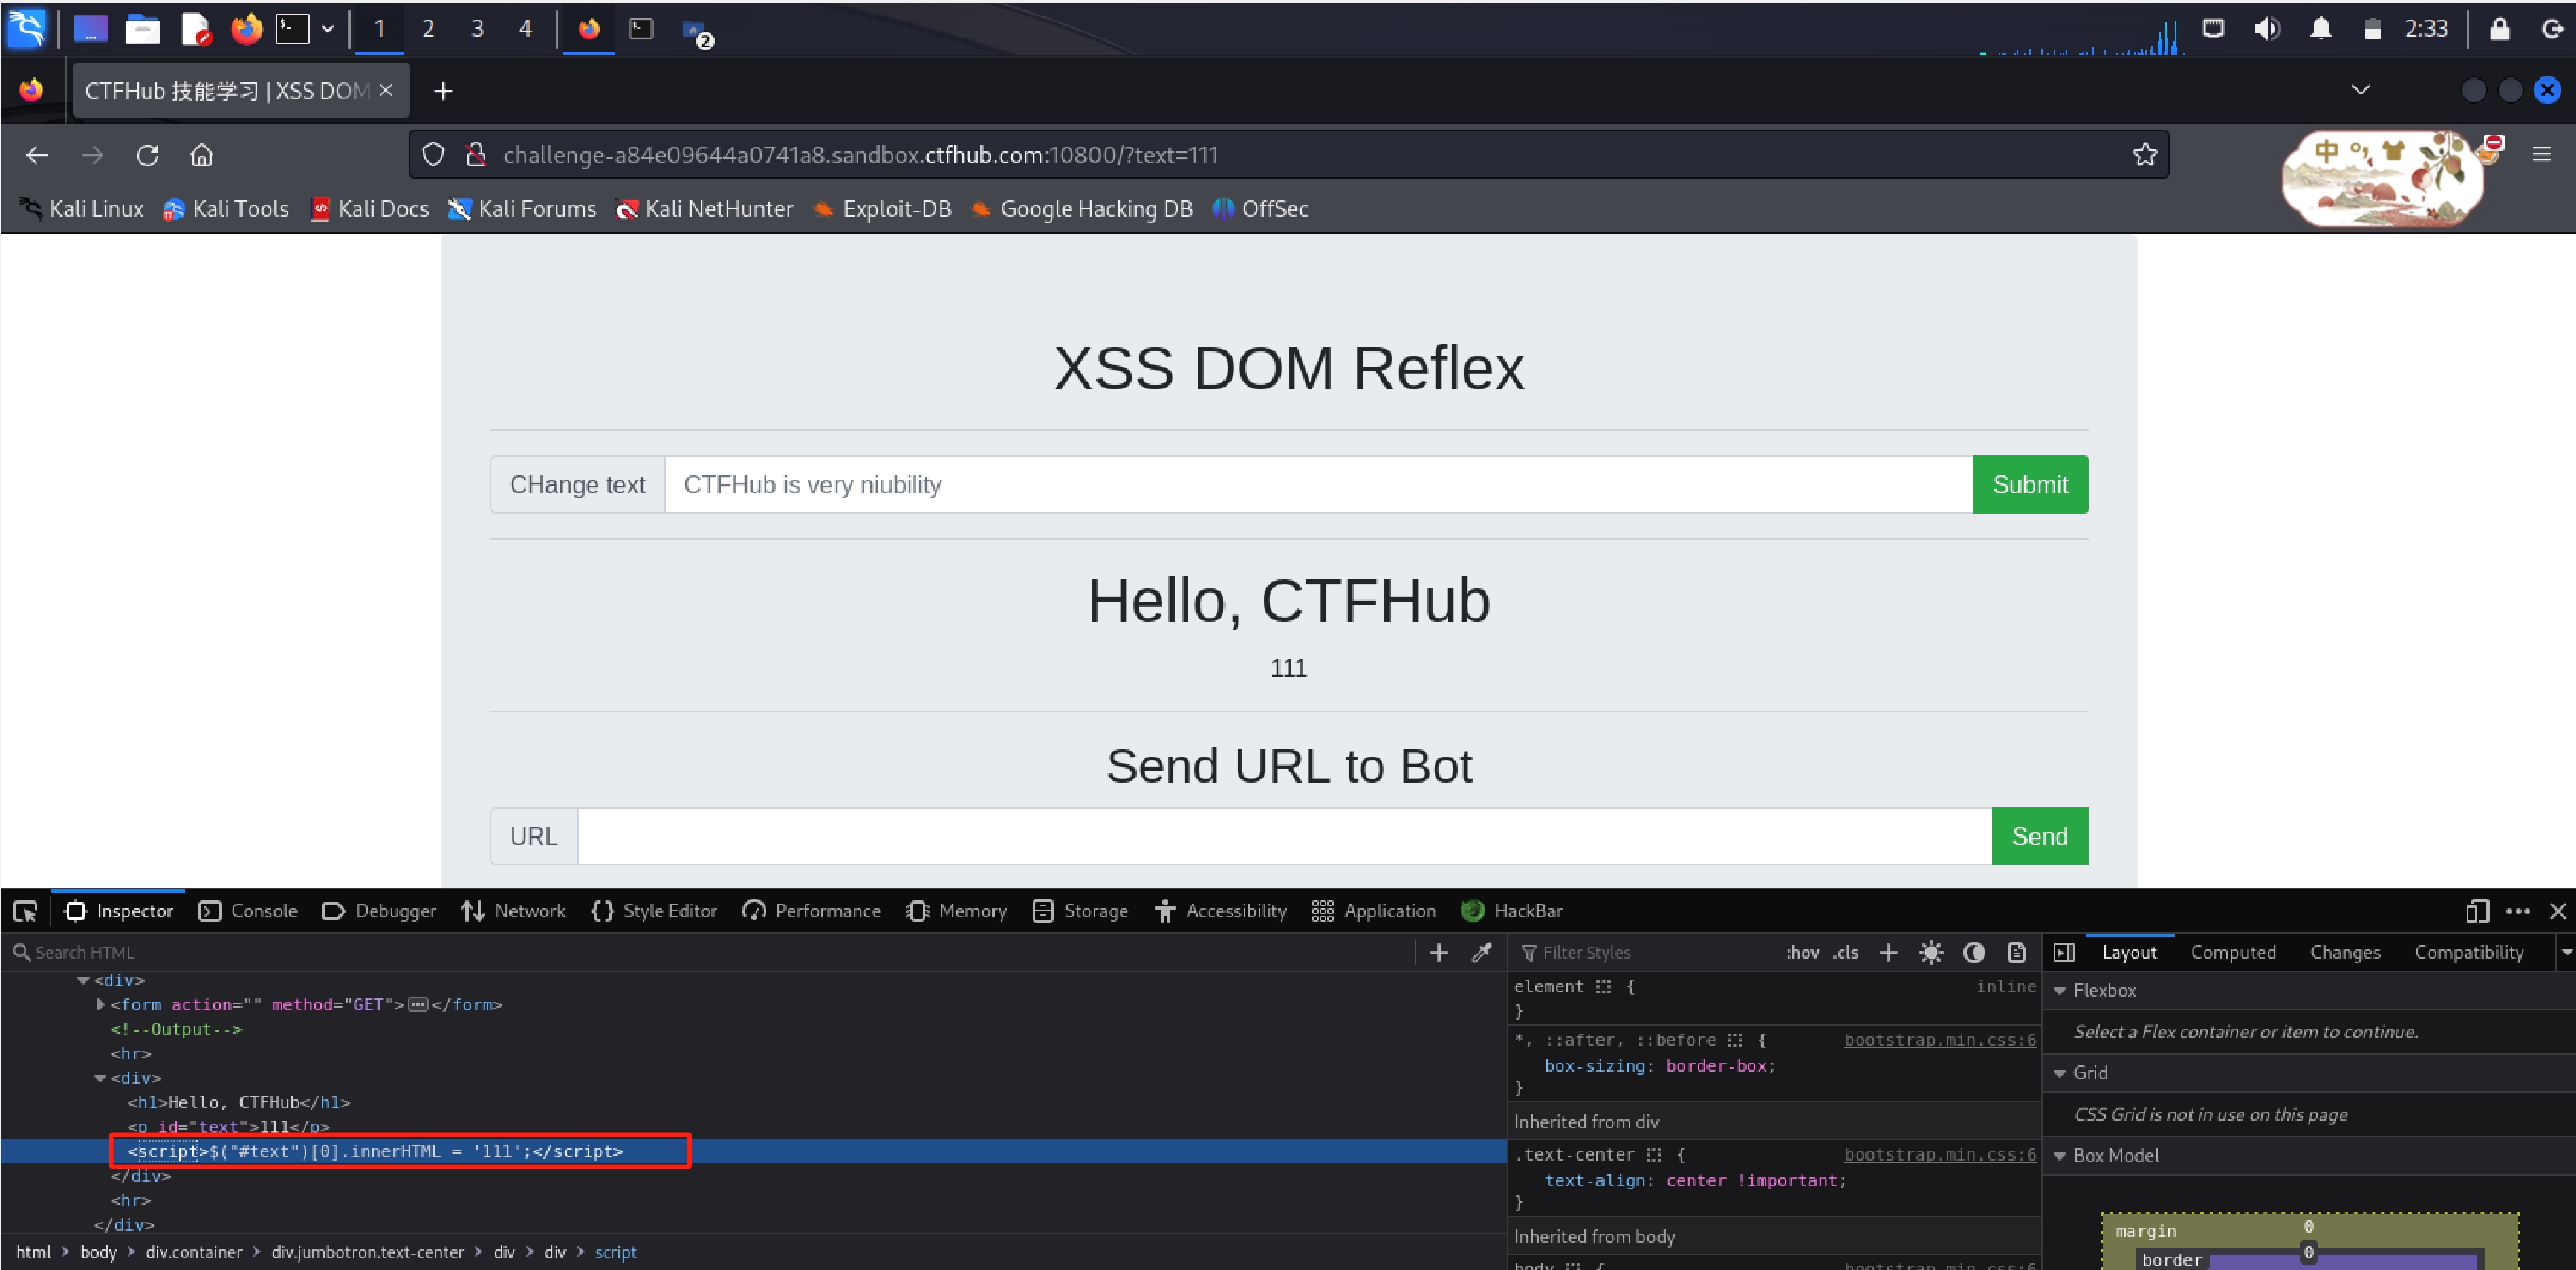 1 2 3 4 2 2:33
CTFHub 技能学习 | XSS DOM
challenge-a84e09644a0741a8.sandbox.ctfhub.com:10800/?text=111
中
Kali Linux Kali Tools Kali Docs Kali Forums Kali NetHunter Exploit-DB Google Hacking DB OffSec
XSS DOM Reflex
CHange text CTFHub is very niubility Submit
Hello, CTFHub
111
Send URL to Bot
URL Send
Inspector Console Debugger Network Style Editor Performance Memory Accessibility Storage Application HackBar
Search HTML
<div>
<form action="" method="GET"></form>
<!--Output-->
<hr>
<div>
<h1>Hello, CTFHub</h1>
<p id="text">111</p>
<script>$("#text")[0].innerHTML = '111';</script>
</div>
<hr>
</div>
html > body > div.container > div.jumbotron.text-center > div > div > script
Filter Styles :hov .cls
element { inline
}
*, ::after, ::before { bootstrap.min.css:6
box-sizing: border-box;
}
Inherited from div
.text-center { bootstrap.min.css:6
text-align: center !important;
}
Inherited from body
body { bootstrap.min.css:6
Layout Computed Changes Compatibility
Flexbox
Select a Flex container or item to continue.
Grid
CSS Grid is not in use on this page
Box Model
margin 0
border 0